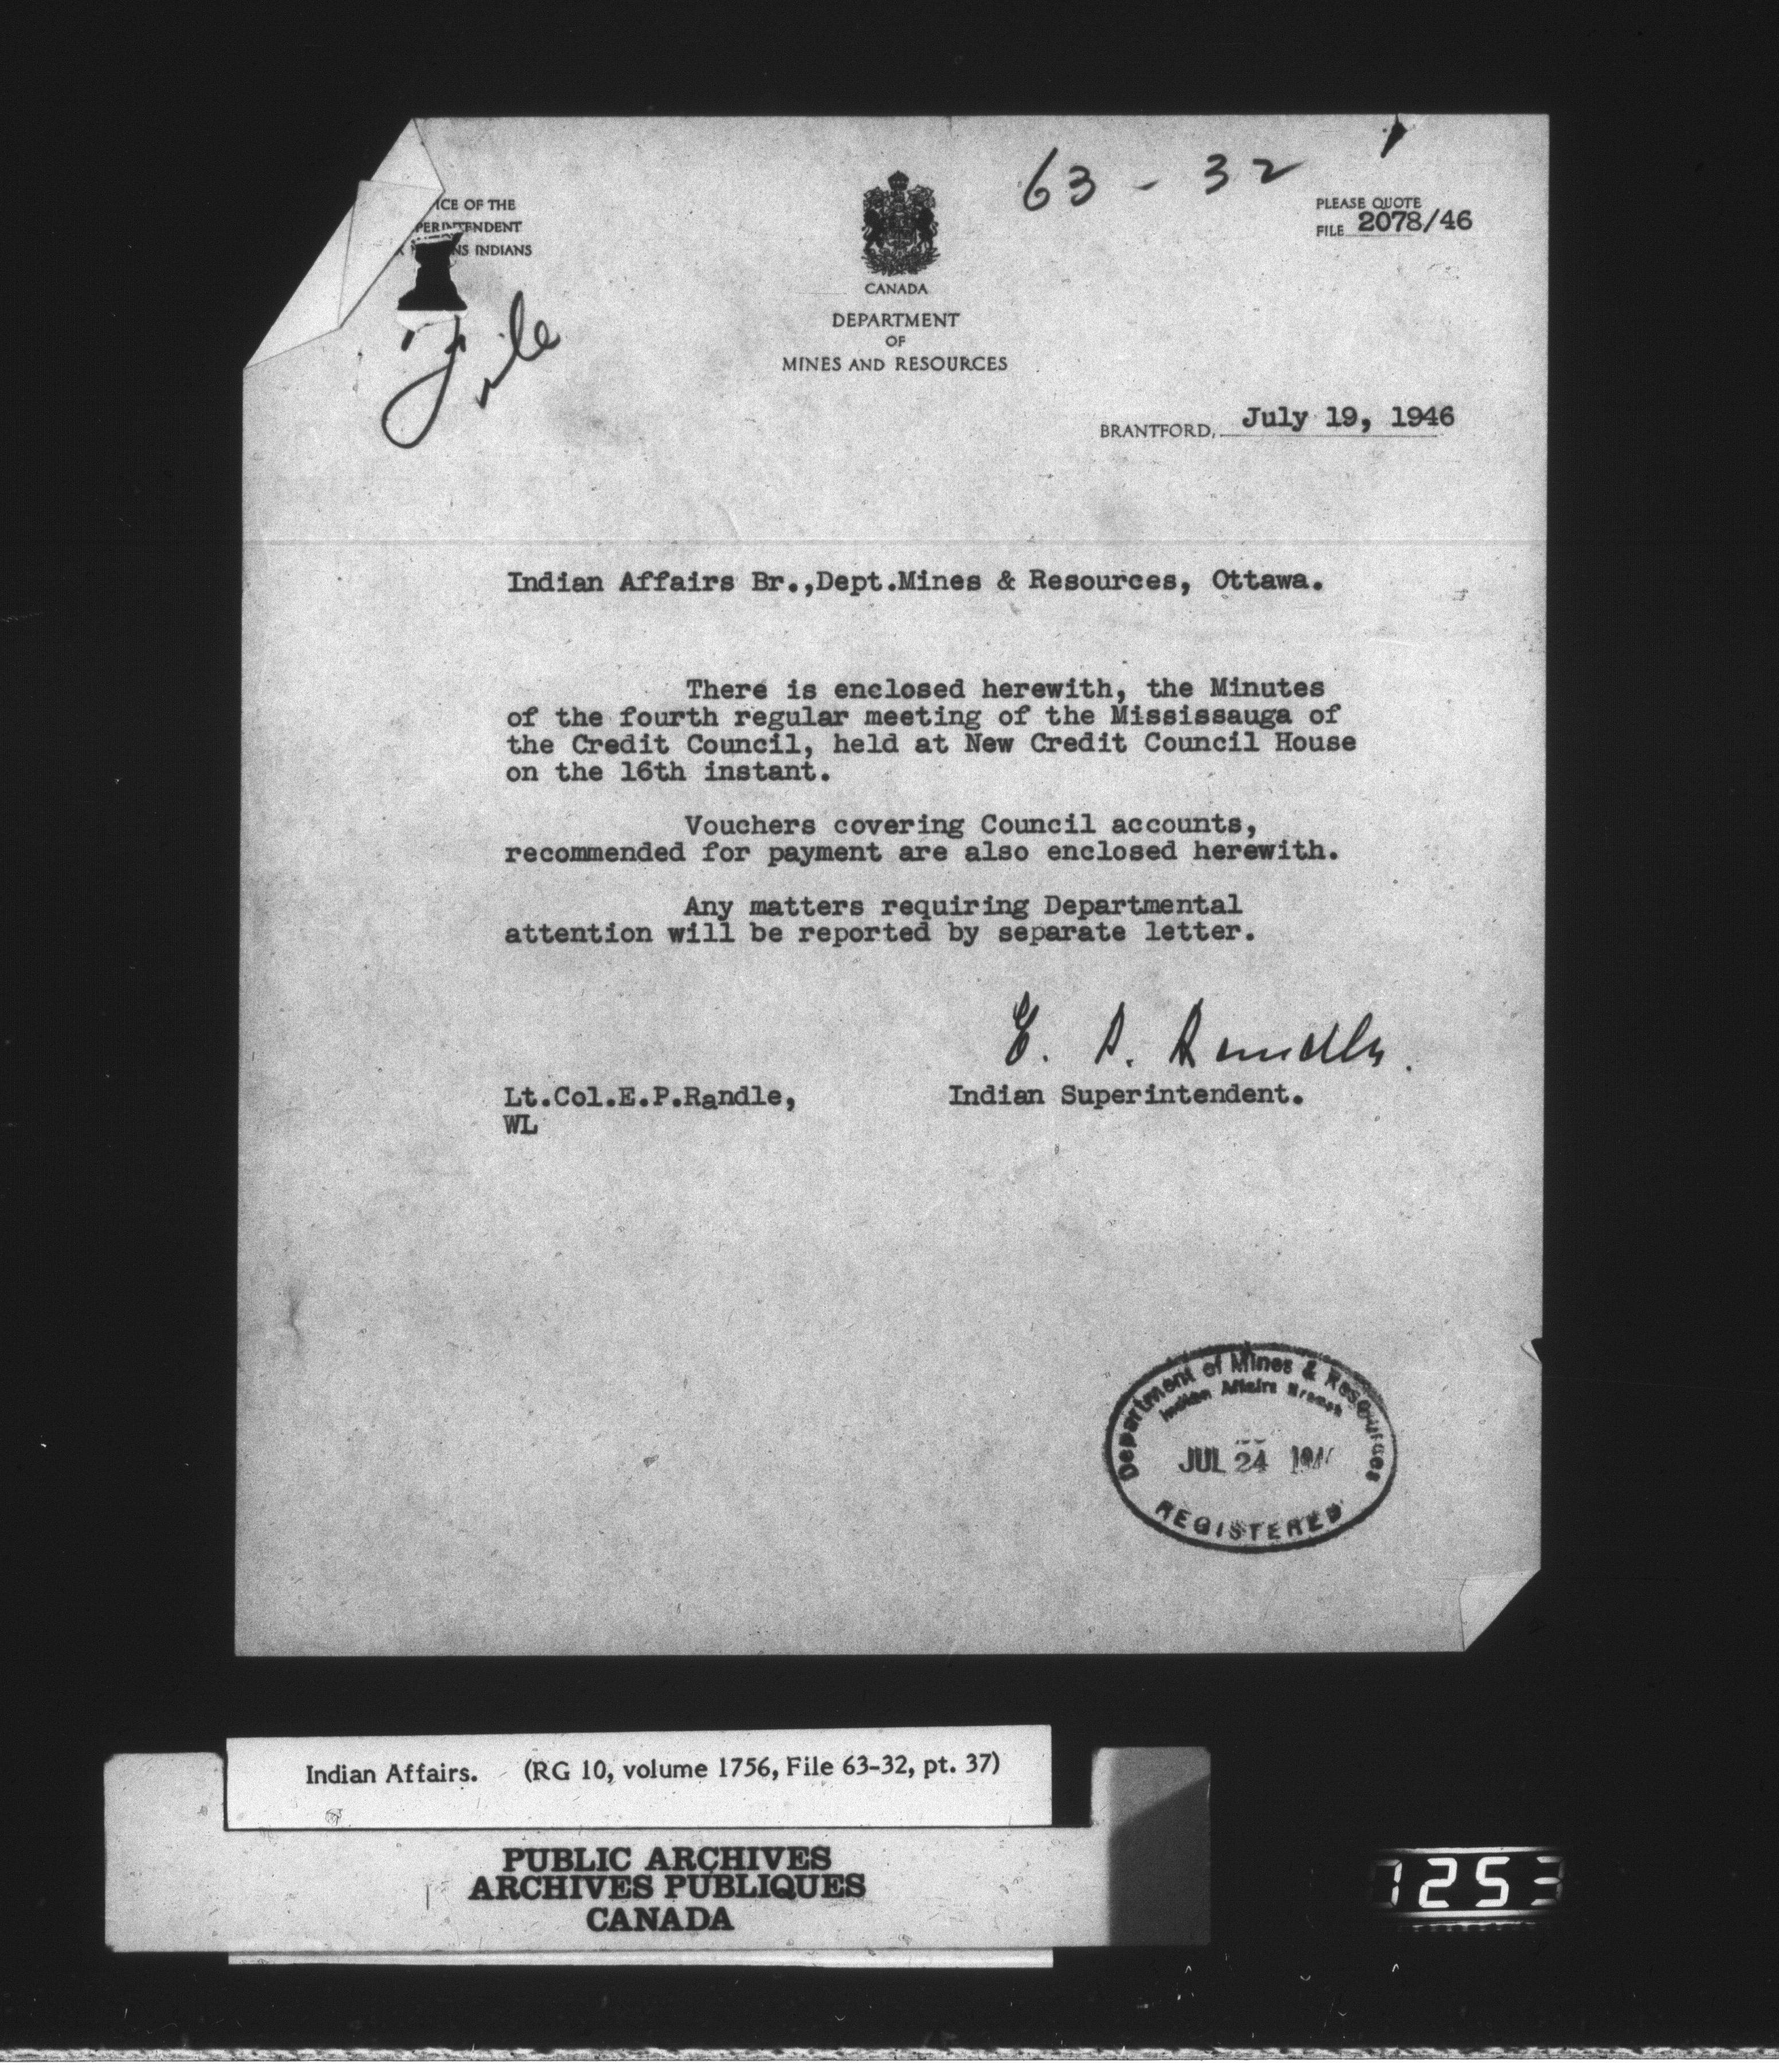 63 - 32
ICE OF THE
PERINTENDENT
NS INDIANS
PLEASE QUOTE
FILE 2078/46
CANADA
DEPARTMENT
OF
MINES AND RESOURCES
File
BRANTFORD, July 19, 1946
Indian Affairs Br.,Dept.Mines & Resources, Ottawa.
There is enclosed herewith, the Minutes
of the fourth regular meeting of the Mississauga of
the Credit Council, held at New Credit Council House
on the 16th instant.
Vouchers covering Council accounts,
recommended for payment are also enclosed herewith.
Any matters requiring Departmental
attention will be reported by separate letter.
E. P. Randle.
Lt.Col.E.P.Randle,
Indian Superintendent.
WL
Department of Mines & Resources
Indian Affairs Branch
JUL 24 194
REGISTERED
Indian Affairs. (RG 10, volume 1756, File 63-32, pt. 37)
PUBLIC ARCHIVES
ARCHIVES PUBLIQUES
CANADA
1253